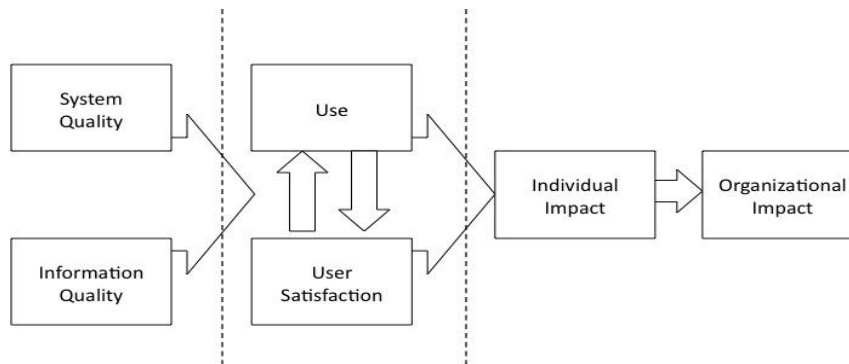 System
Quality
Use
Individual
Impact
Organizational
Impact
Information
Quality
User
Satisfaction